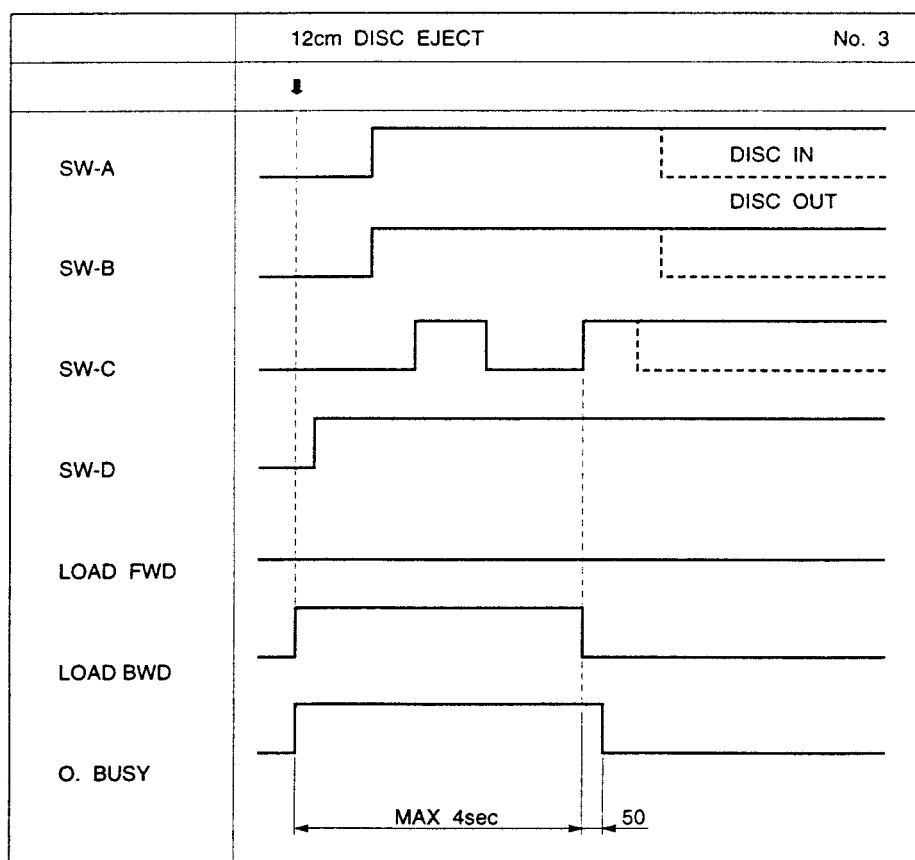 12cm DISC EJECT No. 3
SW-A
DISC IN
DISC OUT
SW-B
SW-C
SW-D
LOAD FWD
LOAD BWD
O. BUSY
MAX 4sec 50